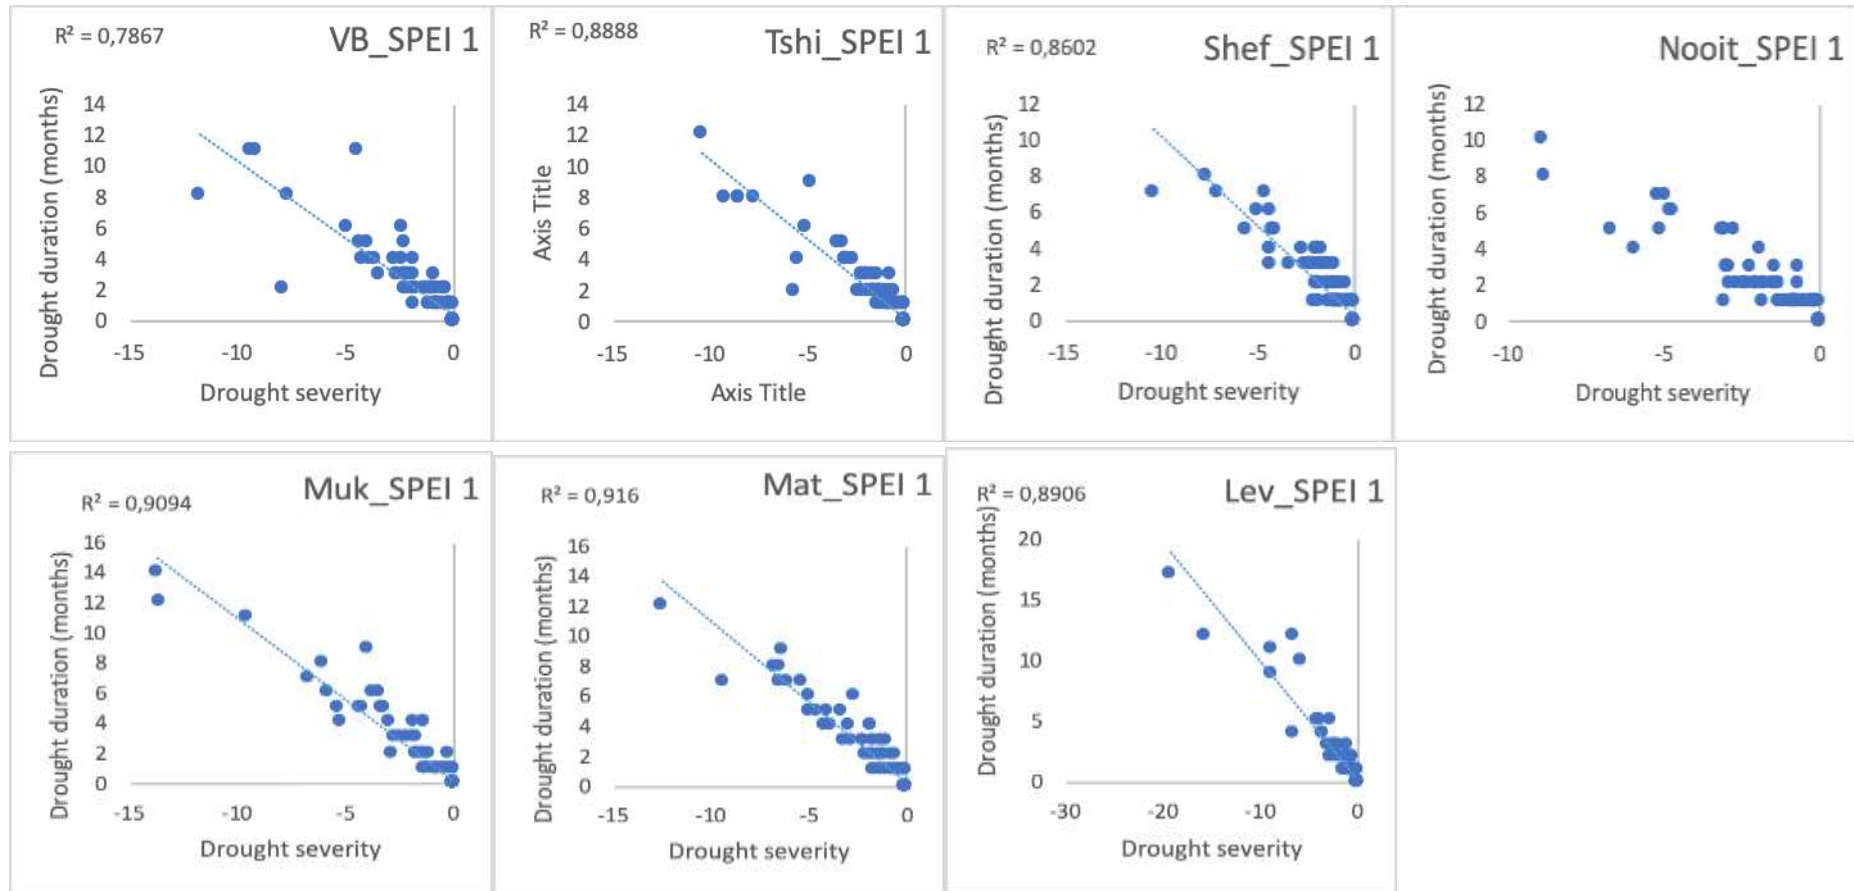 R² = 0,7867
VB_SPEI 1
Drought duration (months)
14
12
10
8
6
4
2
0
-15
-10
-5
0
Drought severity
R² = 0,8888
Tshi_SPEI 1
Axis Title
14
12
10
8
6
4
2
0
-15
-10
-5
0
Axis Title
R² = 0,8602
Shef_SPEI 1
Drought duration (months)
12
10
8
6
4
2
0
-15
-10
-5
0
Drought severity
Nooit_SPEI 1
Drought duration (months)
12
10
8
6
4
2
0
-10
-5
0
Drought severity
R² = 0,9094
Muk_SPEI 1
Drought duration (months)
16
14
12
10
8
6
4
2
0
-15
-10
-5
0
Drought severity
R² = 0,916
Mat_SPEI 1
Drought duration (months)
16
14
12
10
8
6
4
2
0
-15
-10
-5
0
Drought severity
R² = 0,8906
Lev_SPEI 1
Drought duration (months)
20
15
10
5
0
-30
-20
-10
0
Drought severity